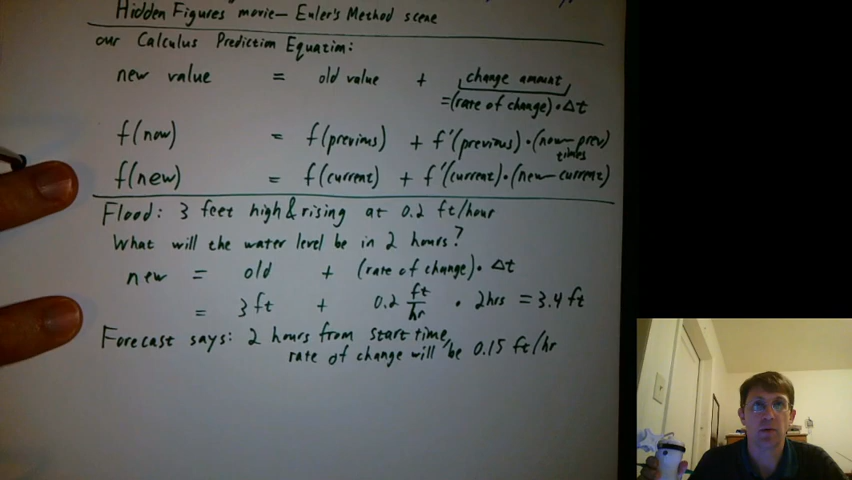 Hidden Figures movie— Euler's Method scene
our Calculus Prediction Equation:
new value = old value + change amount
=(rate of change)•Δt
f(now) = f(previous) + f'(previous)•(now—prev)
times
f(new) = f(current) + f'(current)•(new—current)
Flood: 3 feet high & rising at 0.2 ft/hour
What will the water level be in 2 hours?
new = old + (rate of change)•Δt
= 3ft + 0.2 ft/hr • 2hrs = 3.4 ft
Forecast says: 2 hours from start time,
rate of change will be 0.15 ft/hr